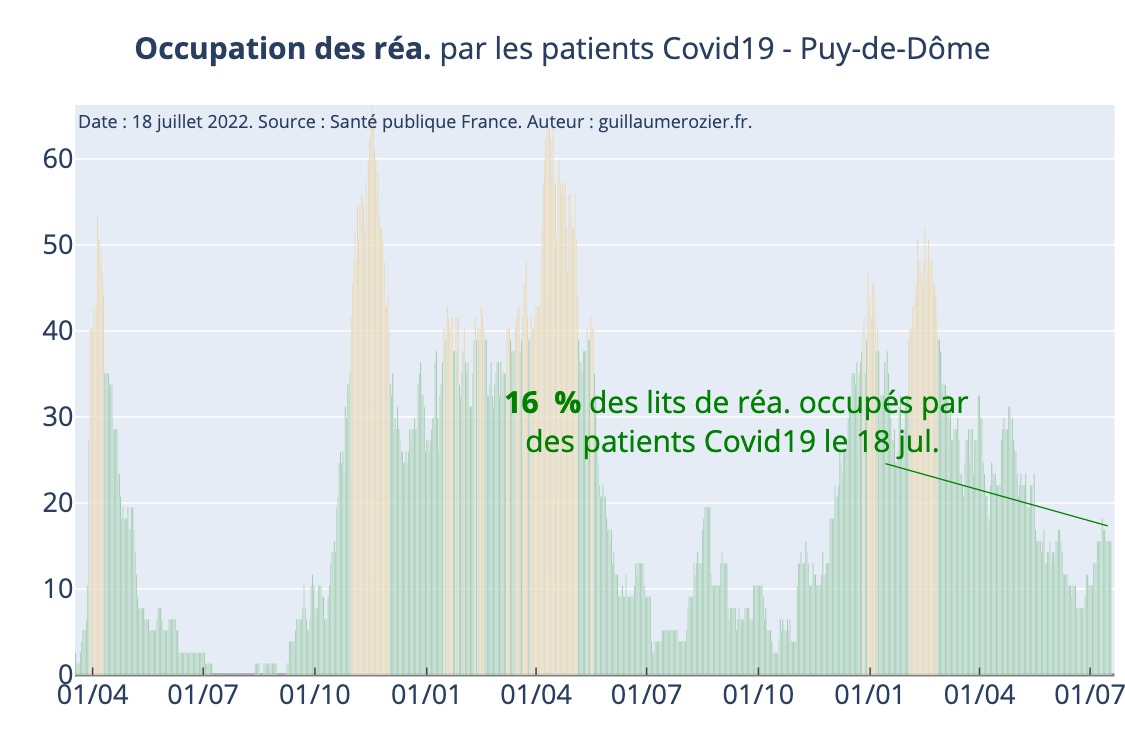 Occupation des réa. par les patients Covid19 - Puy-de-Dôme
Date : 18 juillet 2022. Source : Santé publique France. Auteur : guillaumerozier.fr.
60
50
40
30
20
10
0
16 % des lits de réa. occupés par
des patients Covid19 le 18 jul.
01/04 01/07 01/10 01/01 01/04 01/07 01/10 01/01 01/04 01/07